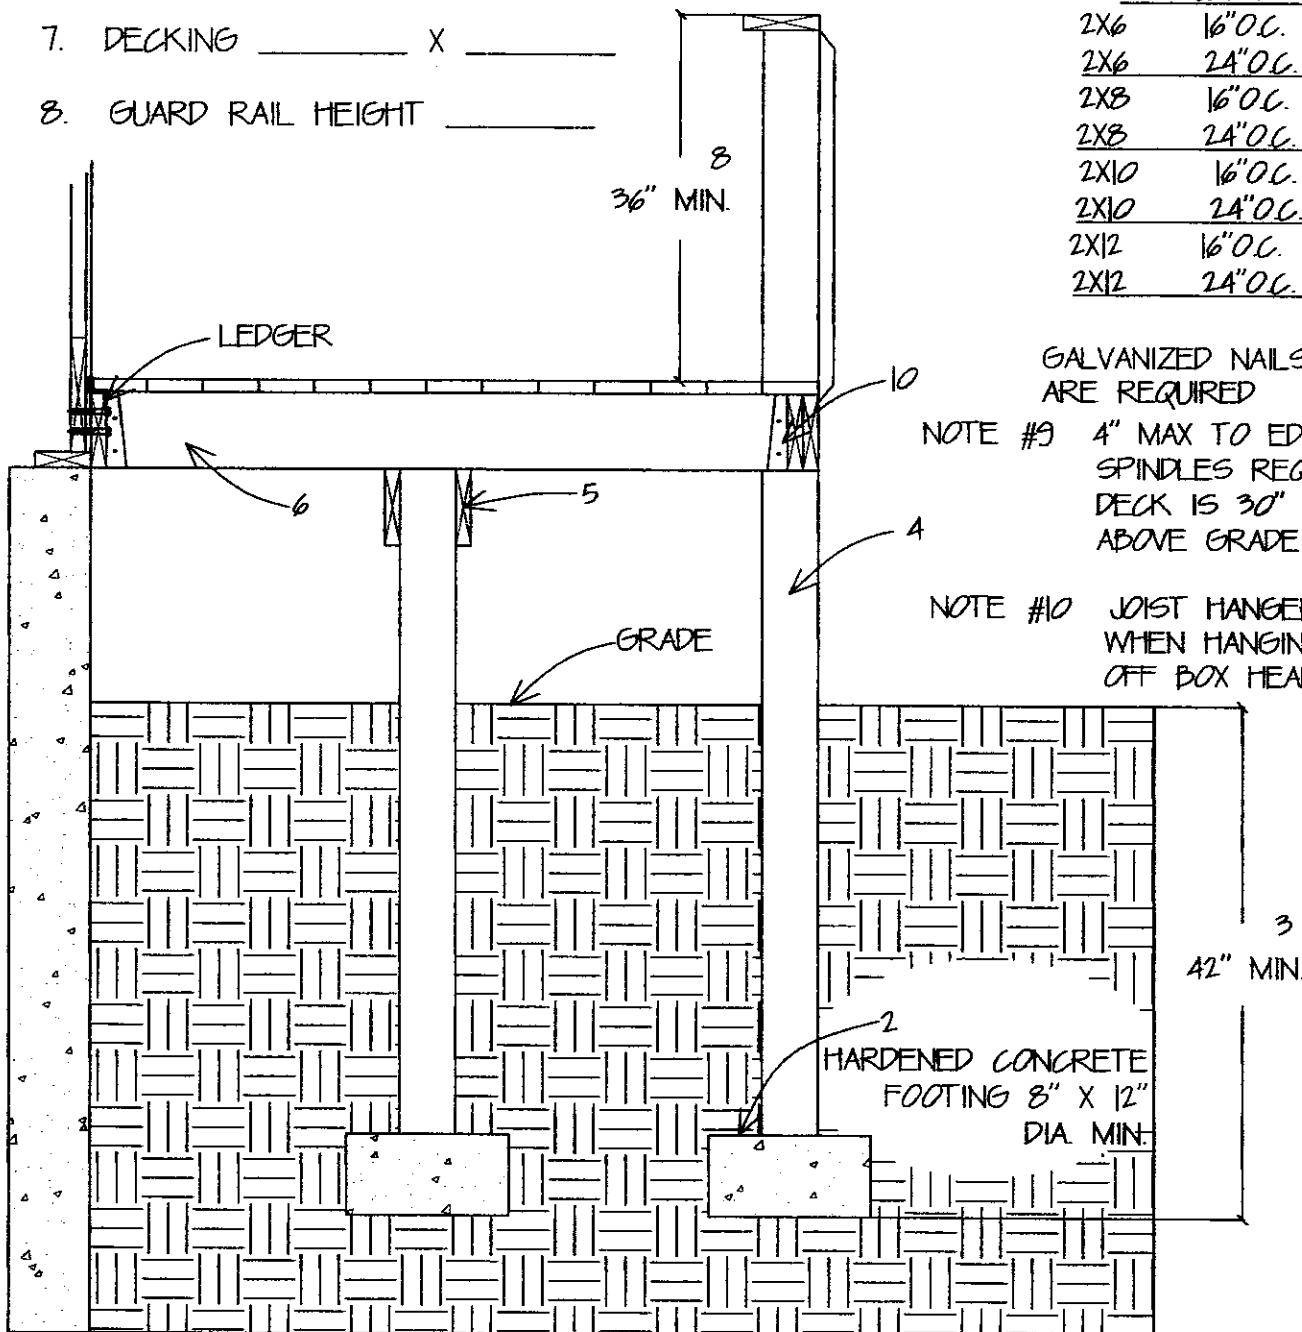 7. DECKING ______ X ______
8. GUARD RAIL HEIGHT ______
2X6 16"O.C.
2X6 24"O.C.
2X8 16"O.C.
2X8 24"O.C.
2X10 16"O.C.
2X10 24"O.C.
2X12 16"O.C.
2X12 24"O.C.
8
36" MIN.
LEDGER
10
GALVANIZED NAILS
ARE REQUIRED
NOTE #9 4" MAX TO
SPINDLES
DECK IS 30"
ABOVE GRADE
6
5
4
NOTE #10 JOIST
WHEN
OFF BOX
GRADE
3
42" MIN.
2
HARDENED CONCRETE
FOOTING 8" X 12"
DIA. MIN.